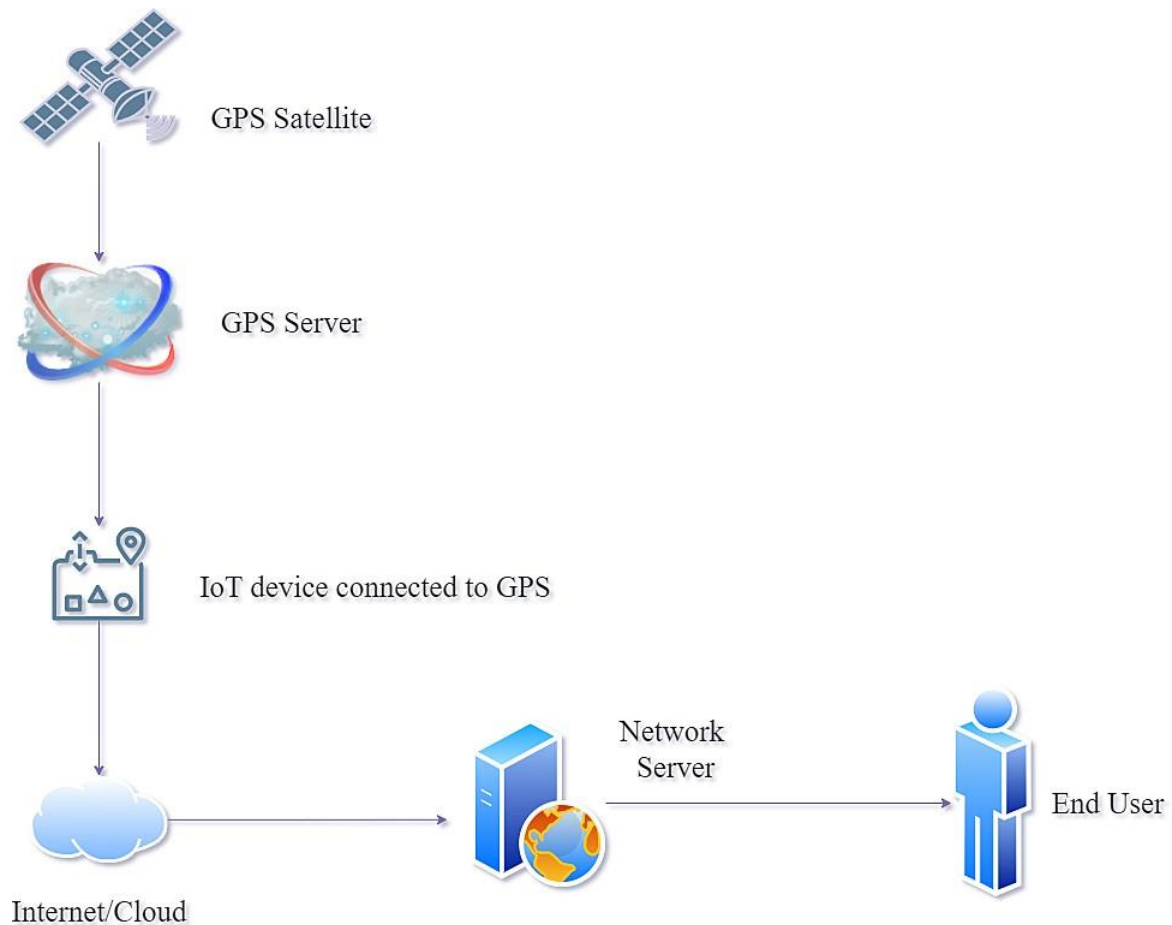 GPS Satellite
GPS Server
IoT device connected to GPS
Network
Server
End User
Internet/Cloud